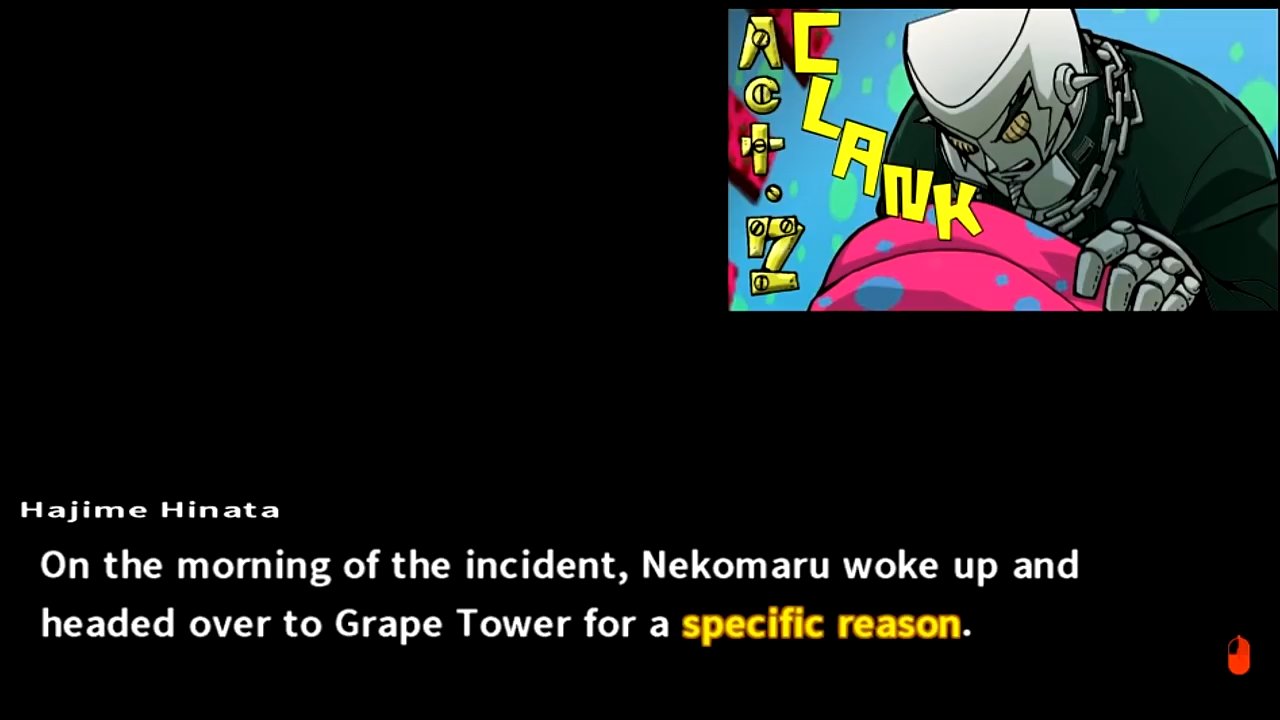 Act.2
CLANK
Hajime Hinata
On the morning of the incident, Nekomaru woke up and
headed over to Grape Tower for a specific reason.